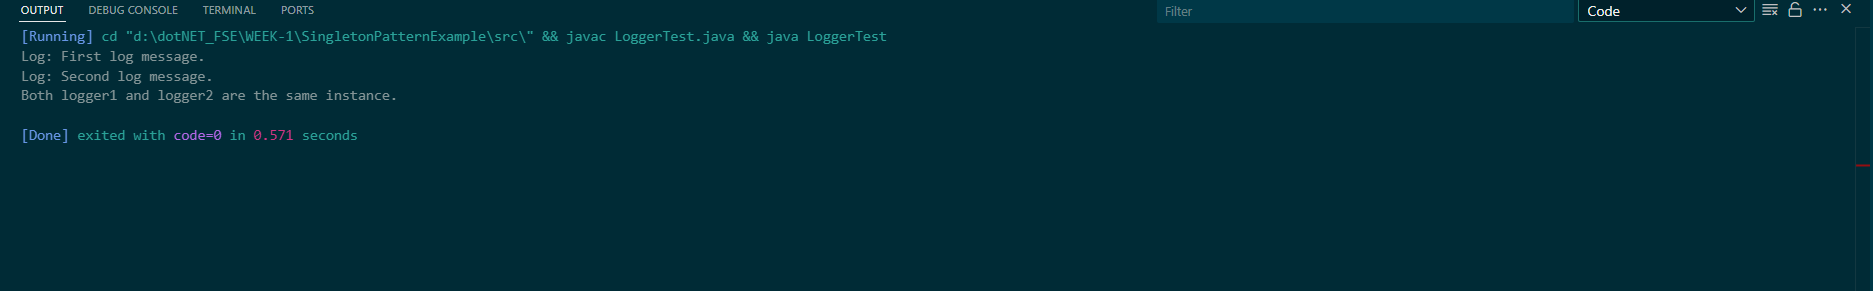 OUTPUT DEBUG CONSOLE TERMINAL PORTS Filter Code
[Running] cd "d:\dotNET_FSE\WEEK-1\SingletonPatternExample\src\" && javac LoggerTest.java && java LoggerTest
Log: First log message.
Log: Second log message.
Both logger1 and logger2 are the same instance.
[Done] exited with code=0 in 0.571 seconds